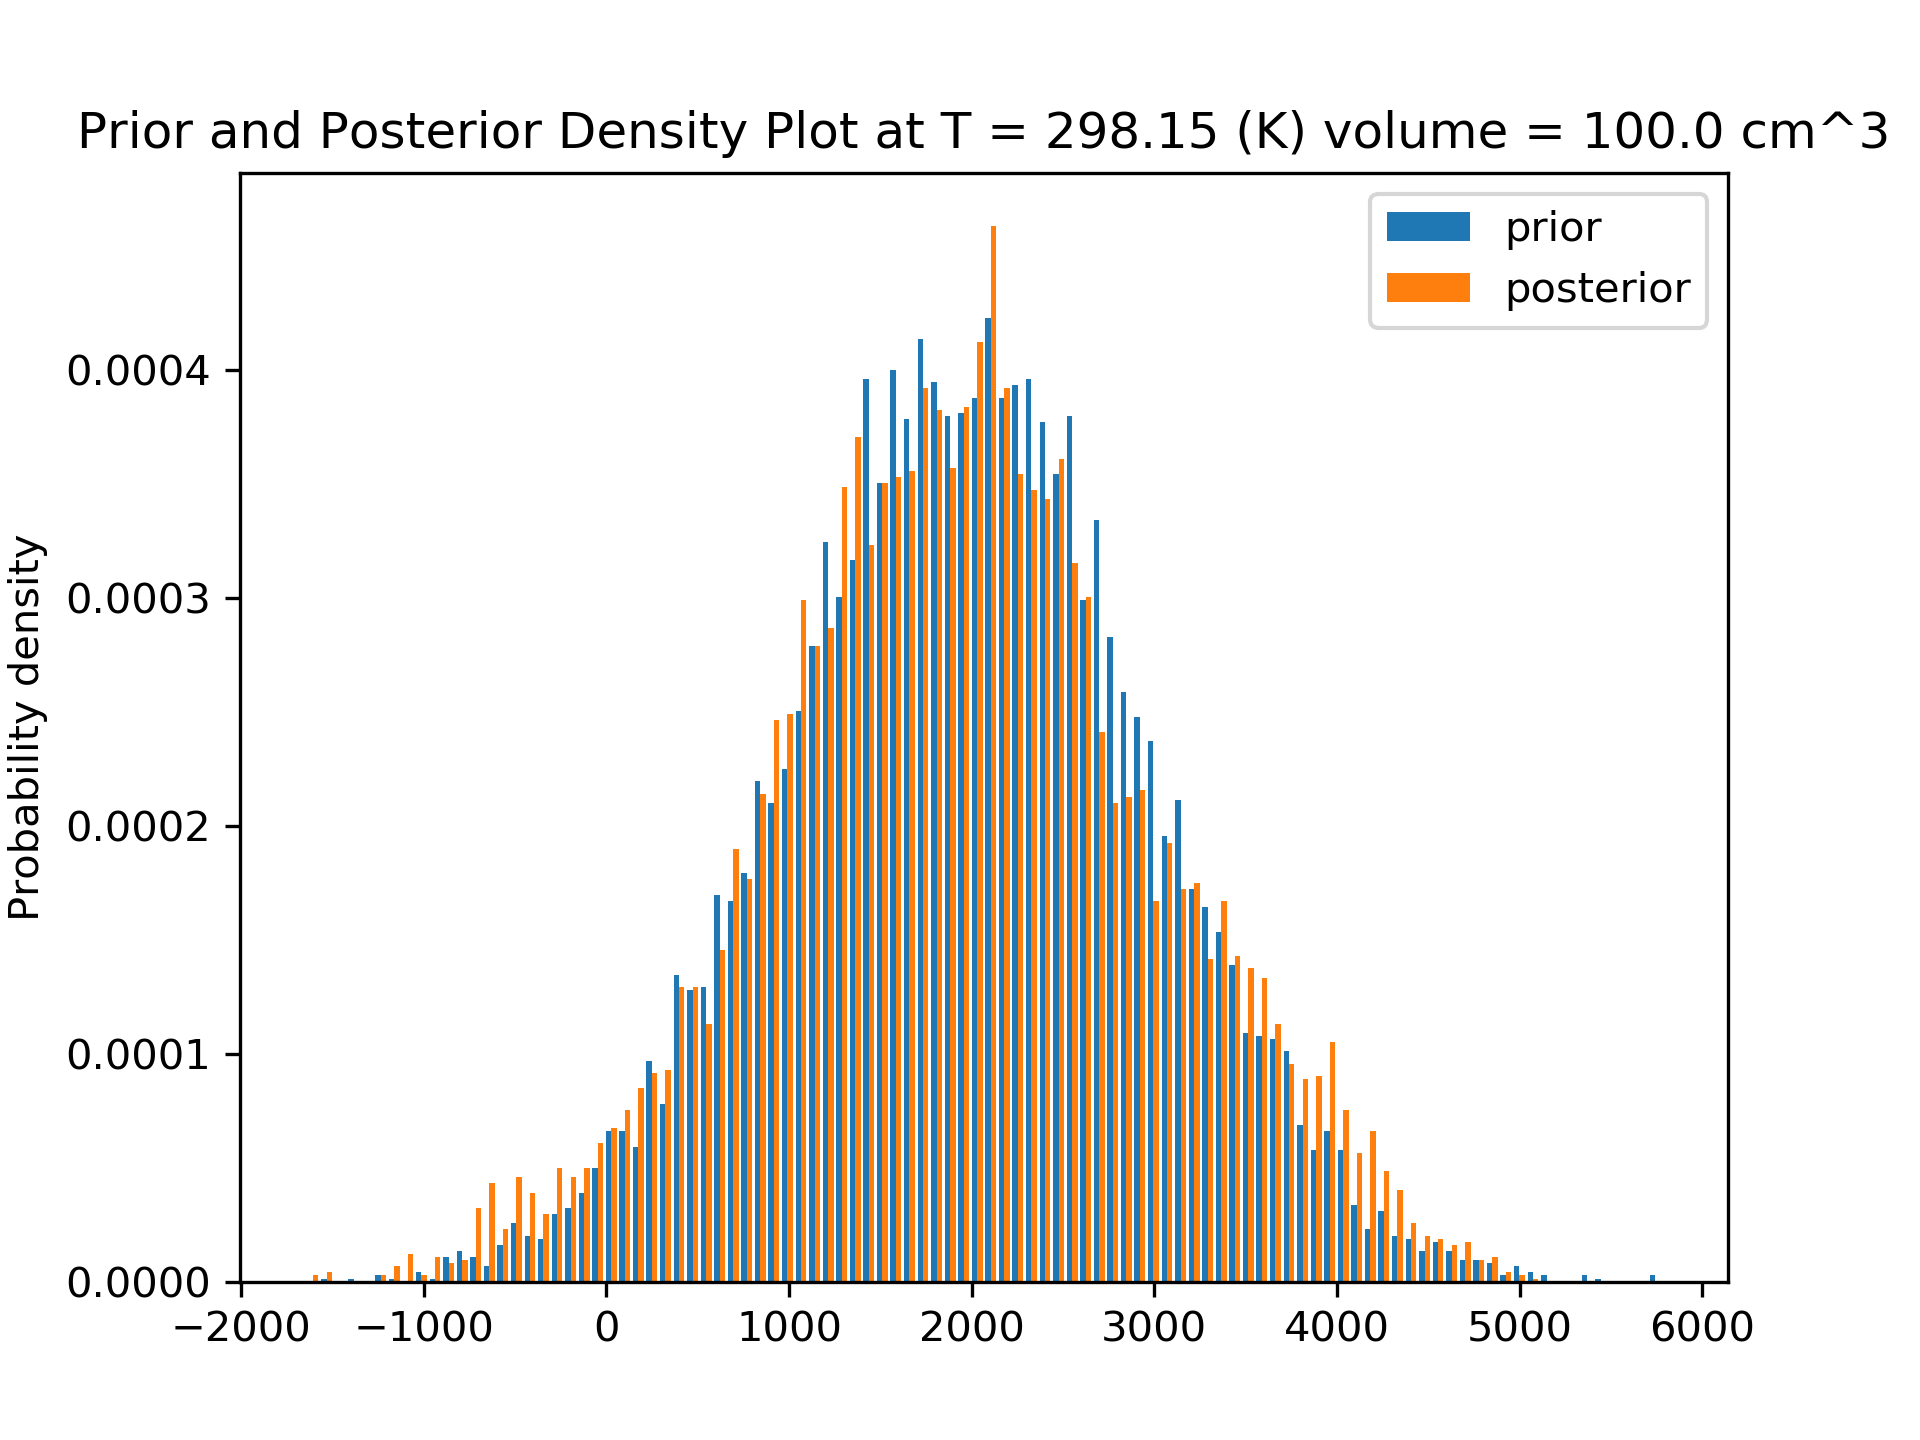 Prior and Posterior Density Plot at T = 298.15 (K) volume = 100.0 cm^3
prior
posterior
Probability density
0.0004
0.0003
0.0002
0.0001
0.0000
−2000 −1000 0 1000 2000 3000 4000 5000 6000